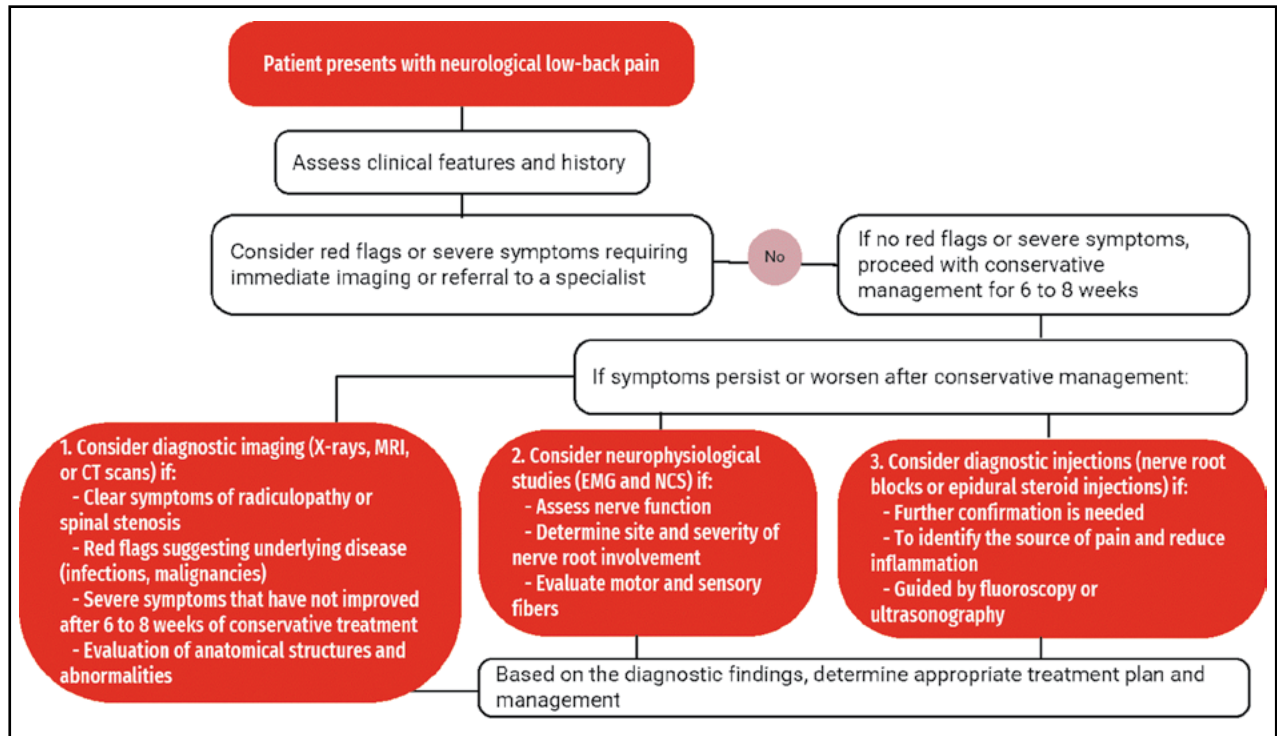 Patient presents with neurological low-back pain
Assess clinical features and history
Consider red flags or severe symptoms requiring
immediate imaging or referral to a specialist
No
If no red flags or severe symptoms,
proceed with conservative
management for 6 to 8 weeks
If symptoms persist or worsen after conservative management:
1. Consider diagnostic imaging (X-rays, MRI,
or CT scans) if:
- Clear symptoms of radiculopathy or
spinal stenosis
- Red flags suggesting underlying disease
(infections, malignancies)
- Severe symptoms that have not improved
after 6 to 8 weeks of conservative treatment
- Evaluation of anatomical structures and
abnormalities
2. Consider neurophysiological
studies (EMG and NCS) if:
- Assess nerve function
- Determine site and severity of
nerve root involvement
- Evaluate motor and sensory
fibers
3. Consider diagnostic injections (nerve root
blocks or epidural steroid injections) if:
- Further confirmation is needed
- To identify the source of pain and reduce
inflammation
- Guided by fluoroscopy or
ultrasonography
Based on the diagnostic findings, determine appropriate treatment plan and
management